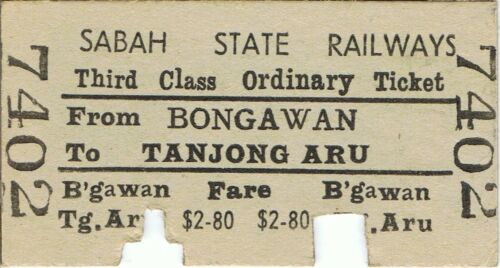 SABAH STATE RAILWAYS
Third Class Ordinary Ticket
From BONGAWAN
To TANJONG ARU
B'gawan Fare B'gawan
$2-80 $2-80 Aru
7402
7402